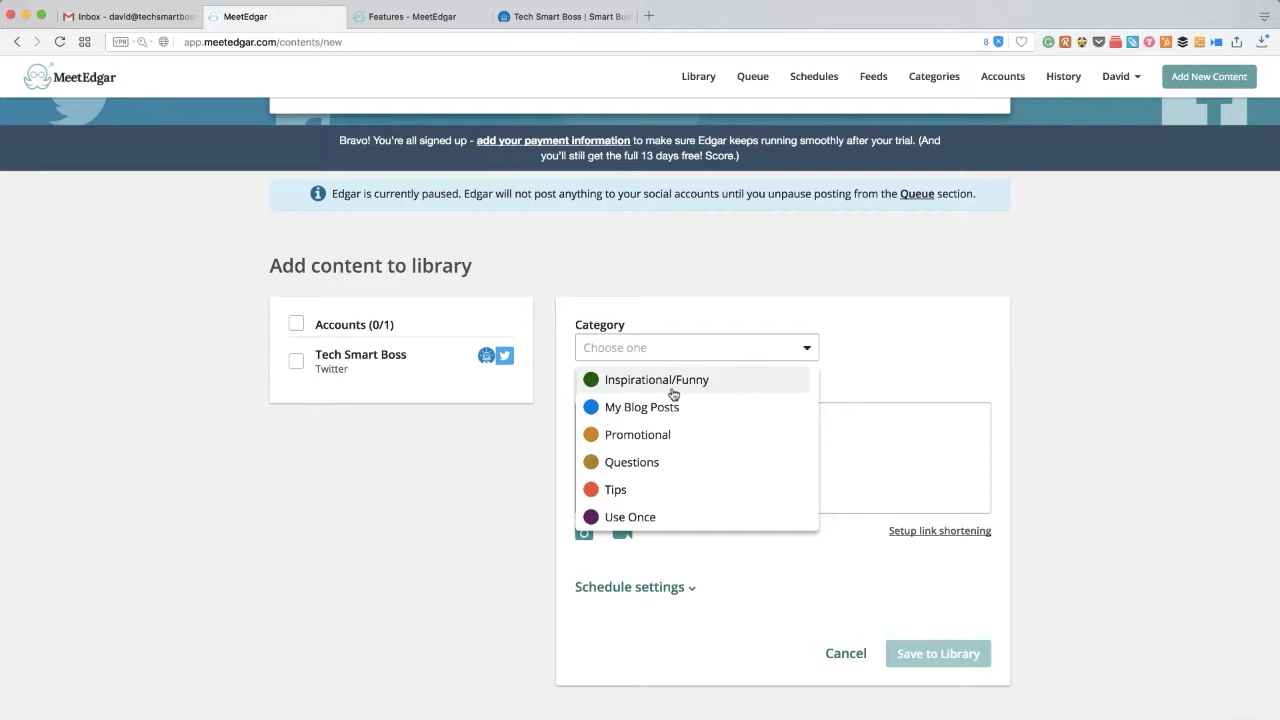 Inbox - david@techsmartbos
MeetEdgar
Features - MeetEdgar
Tech Smart Boss | Smart Bus
VPN
app.meetedgar.com/contents/new
8
MeetEdgar
Library
Queue
Schedules
Feeds
Categories
Accounts
History
David
Add New Content
Bravo! You're all signed up - add your payment information to make sure Edgar keeps running smoothly after your trial. (And
you'll still get the full 13 days free! Score.)
Edgar is currently paused. Edgar will not post anything to your social accounts until you unpause posting from the Queue section.
Add content to library
Accounts (0/1)
Tech Smart Boss
Twitter
Category
Choose one
Inspirational/Funny
My Blog Posts
Promotional
Questions
Tips
Use Once
Setup link shortening
Schedule settings
Cancel
Save to Library